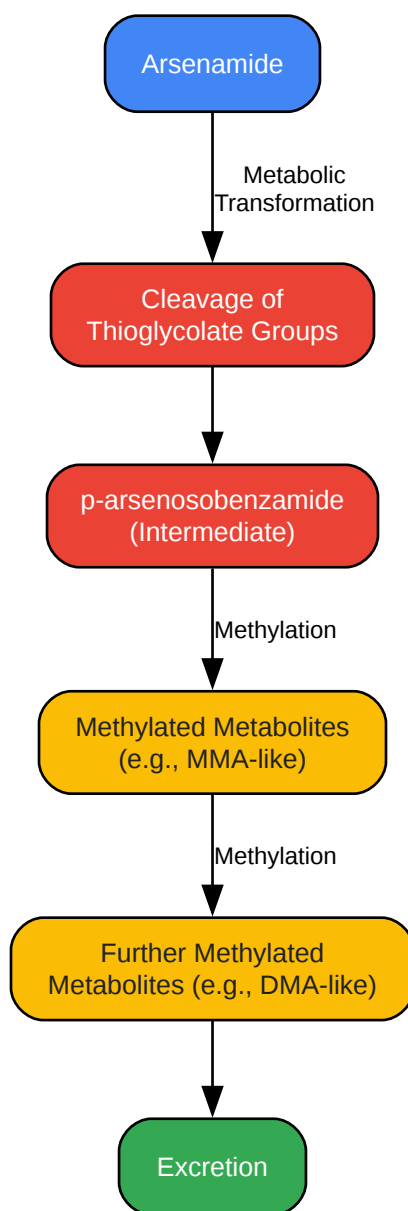 Arsenamide
Metabolic
Transformation
Cleavage of
Thioglycolate Groups
p-arsenosobenzamide
(Intermediate)
Methylation
Methylated Metabolites
(e.g., MMA-like)
Methylation
Further Methylated
Metabolites (e.g., DMA-like)
Excretion